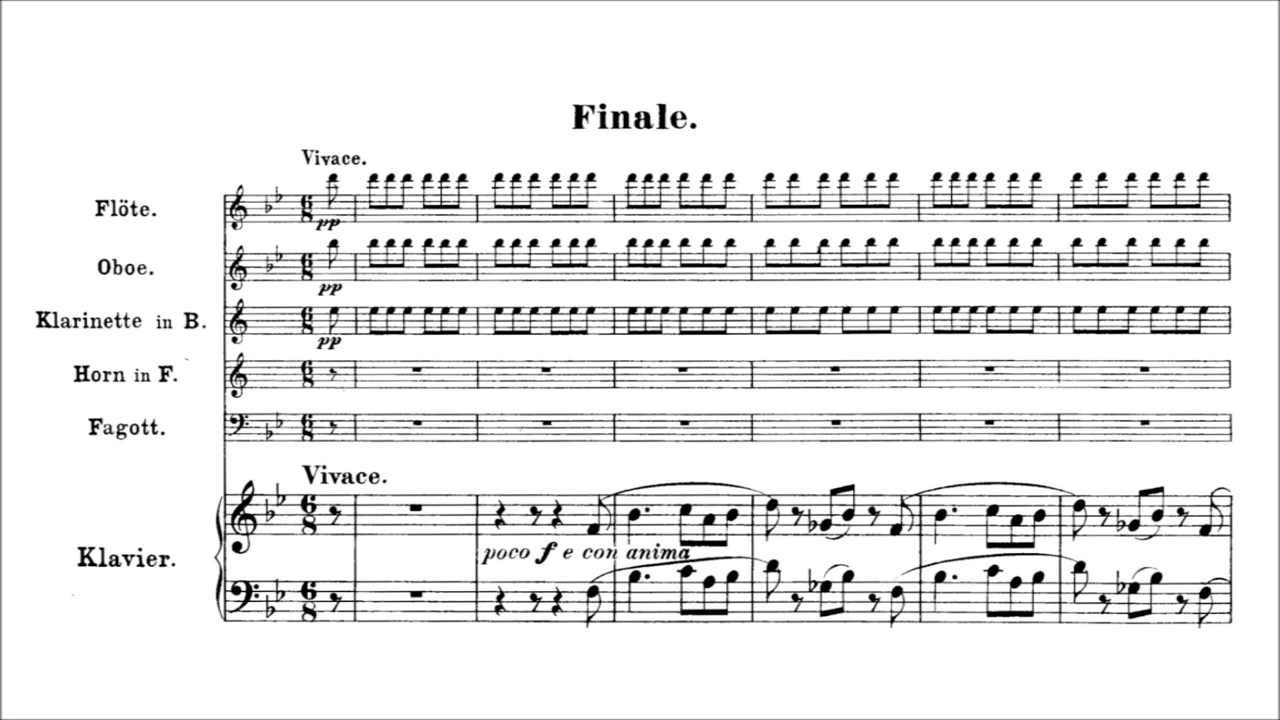 Finale.
Vivace.
Flöte.
pp
Oboe.
pp
Klarinette in B.
pp
Horn in F.
Fagott.
Vivace.
Klavier.
poco f e con anima